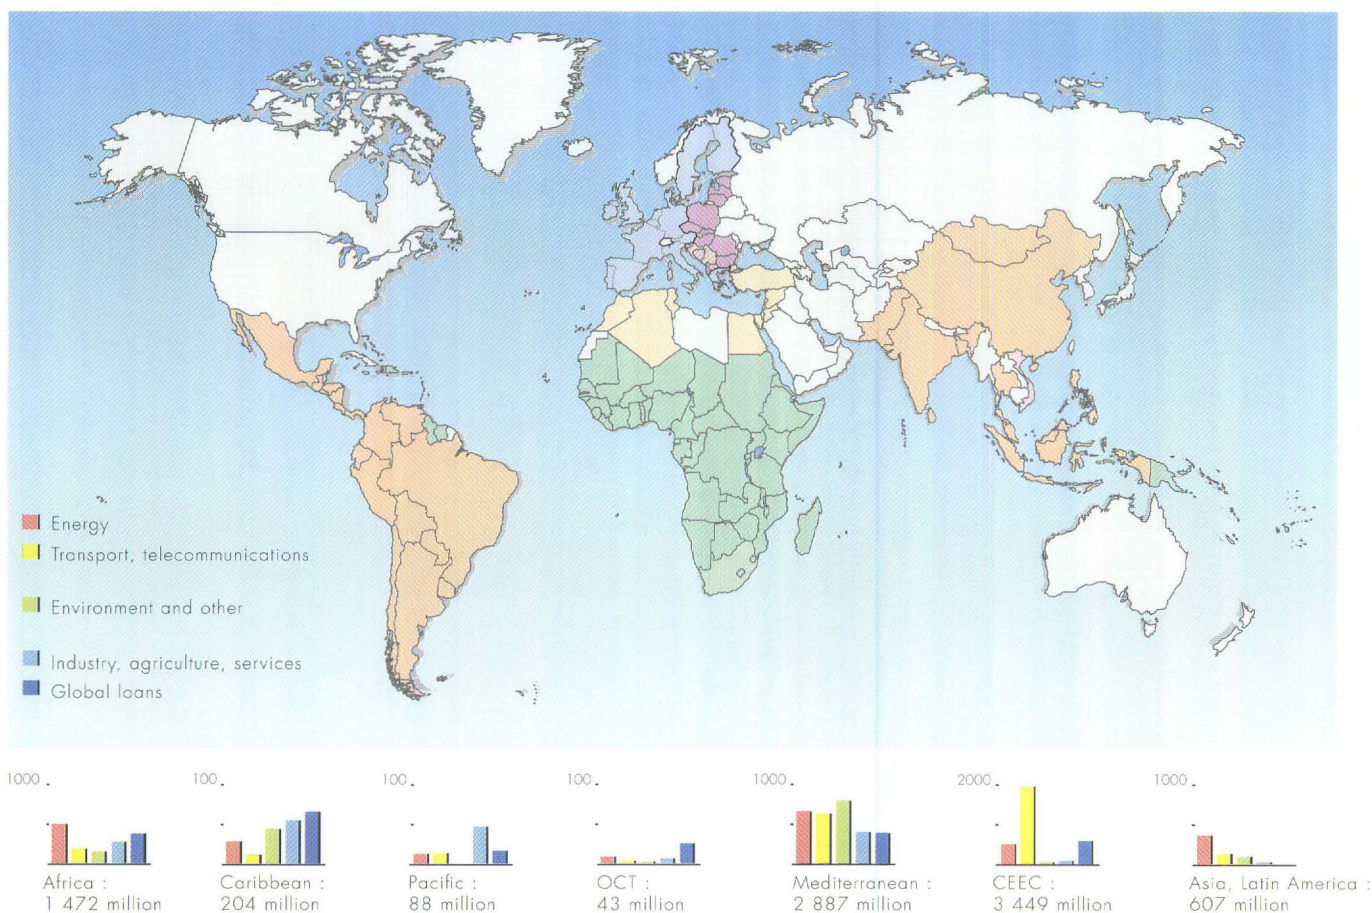 Energy
Transport, telecommunications
Environment and other
Industry, agriculture, services
Global loans
1000
100
100
100
1000
2000
1000
Africa :
1 472 million
Caribbean :
204 million
Pacific :
88 million
OCT :
43 million
Mediterranean :
2 887 million
CEEC :
3 449 million
Asia, Latin America :
607 million